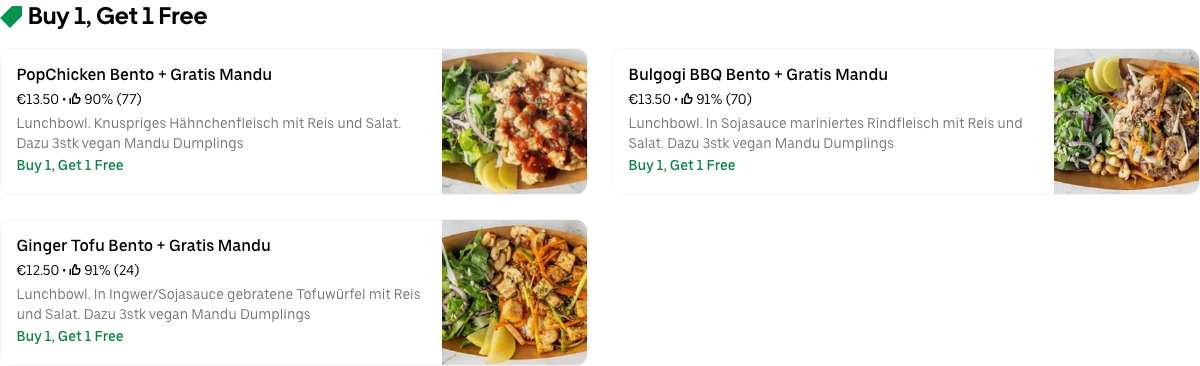 Buy 1, Get 1 Free
PopChicken Bento + Gratis Mandu
€13.50 • 90% (77)
Lunchbowl. Knuspriges Hähnchenfleisch mit Reis und Salat.
Dazu 3stk vegan Mandu Dumplings
Buy 1, Get 1 Free
Bulgogi BBQ Bento + Gratis Mandu
€13.50 • 91% (70)
Lunchbowl. In Sojasauce mariniertes Rindfleisch mit Reis und
Salat. Dazu 3stk vegan Mandu Dumplings
Buy 1, Get 1 Free
Ginger Tofu Bento + Gratis Mandu
€12.50 • 91% (24)
Lunchbowl. In Ingwer/Sojasauce gebratene Tofuwürfel mit Reis
und Salat. Dazu 3stk vegan Mandu Dumplings
Buy 1, Get 1 Free